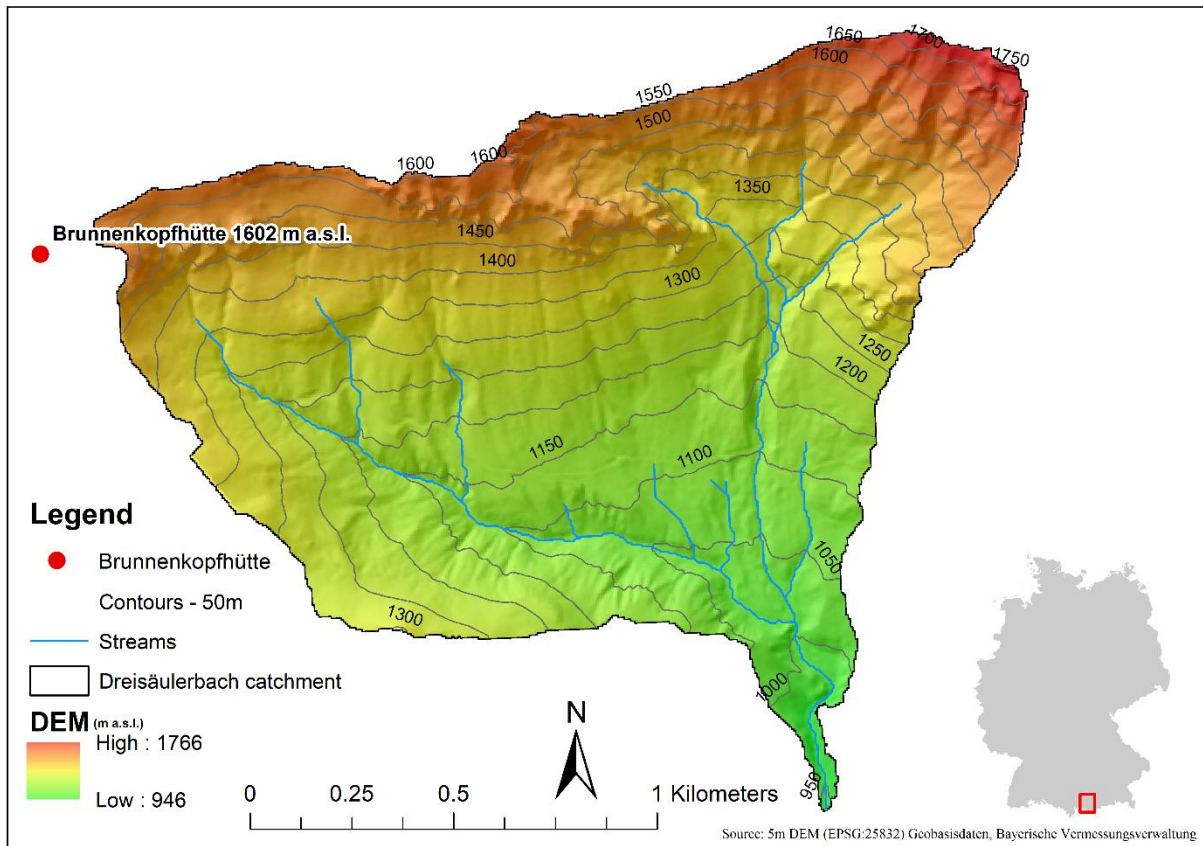 1650
1700
1750
1600
1550
1500
1600
1600
1350
Brunnenkopfhütte 1602 m a.s.l.
1450
1400
1300
1250
1200
1150
1100
1050
1300
1000
950
Legend
Brunnenkopfhütte
Contours - 50m
Streams
Dreisäulerbach catchment
DEM (m a.s.l.)
High : 1766
Low : 946
N
0 0.25 0.5 1 Kilometers
Source: 5m DEM (EPSG:25832) Geobasisdaten, Bayerische Vermessungsverwaltung